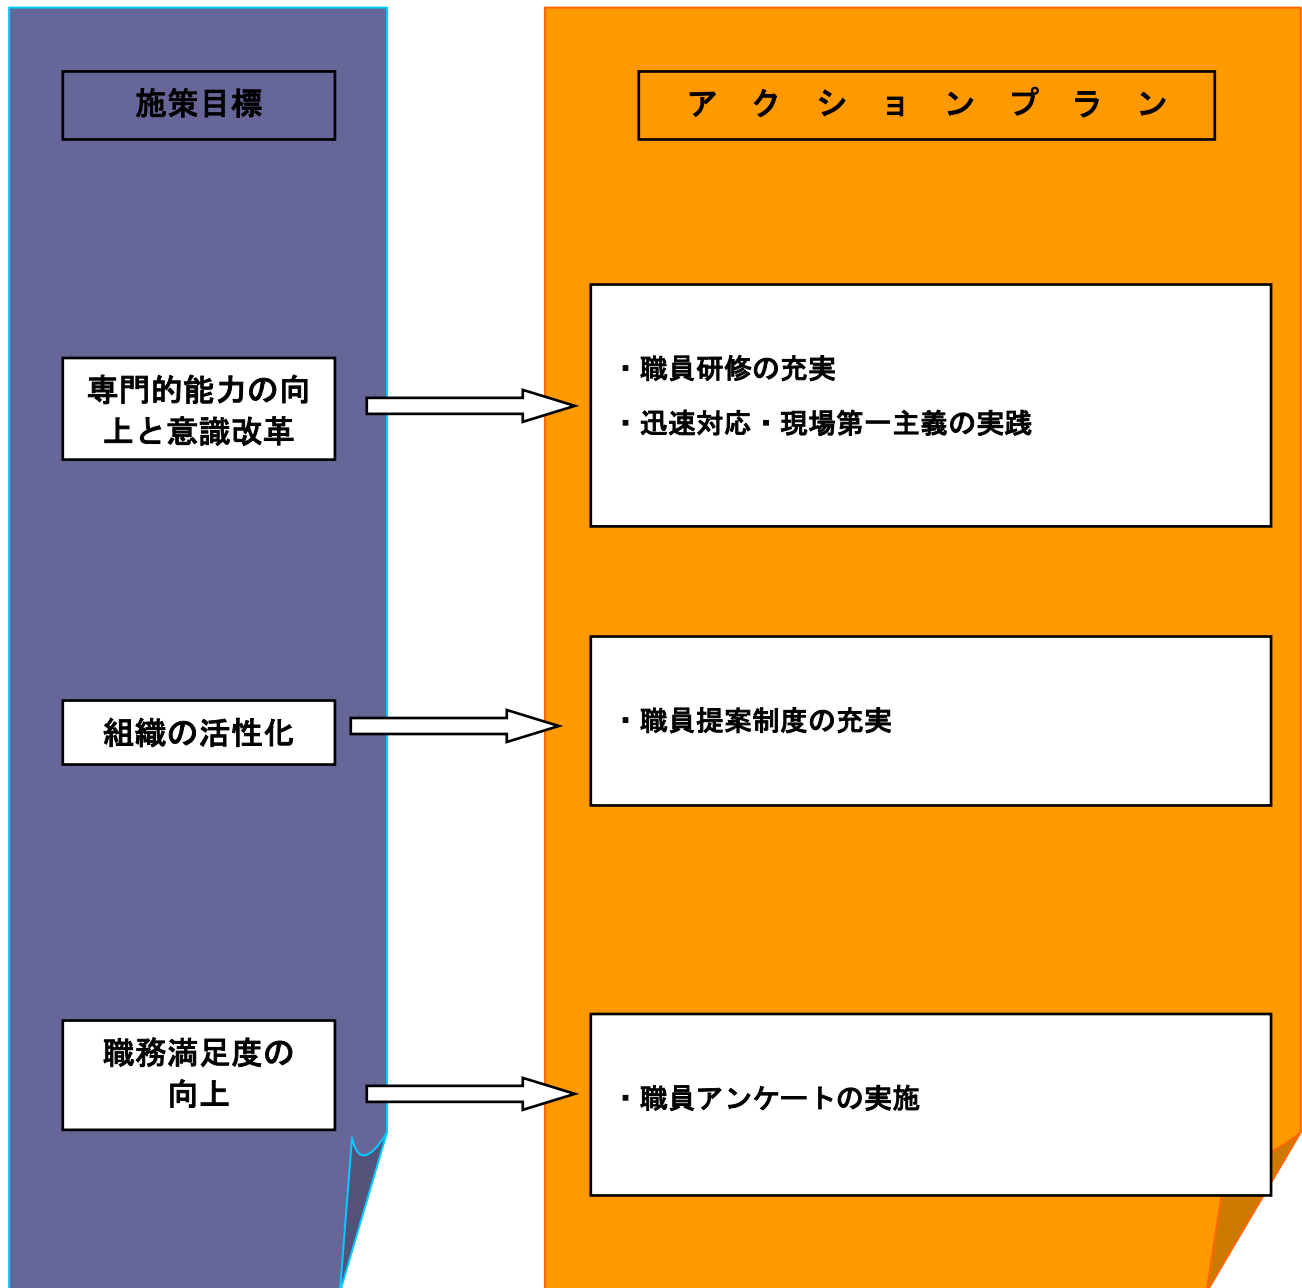 施策目標
ア　ク　シ　ョ　ン　プ　ラ　ン
専門的能力の向
上と意識改革
・職員研修の充実
・迅速対応・現場第一主義の実践
組織の活性化
・職員提案制度の充実
職務満足度の
向上
・職員アンケートの実施